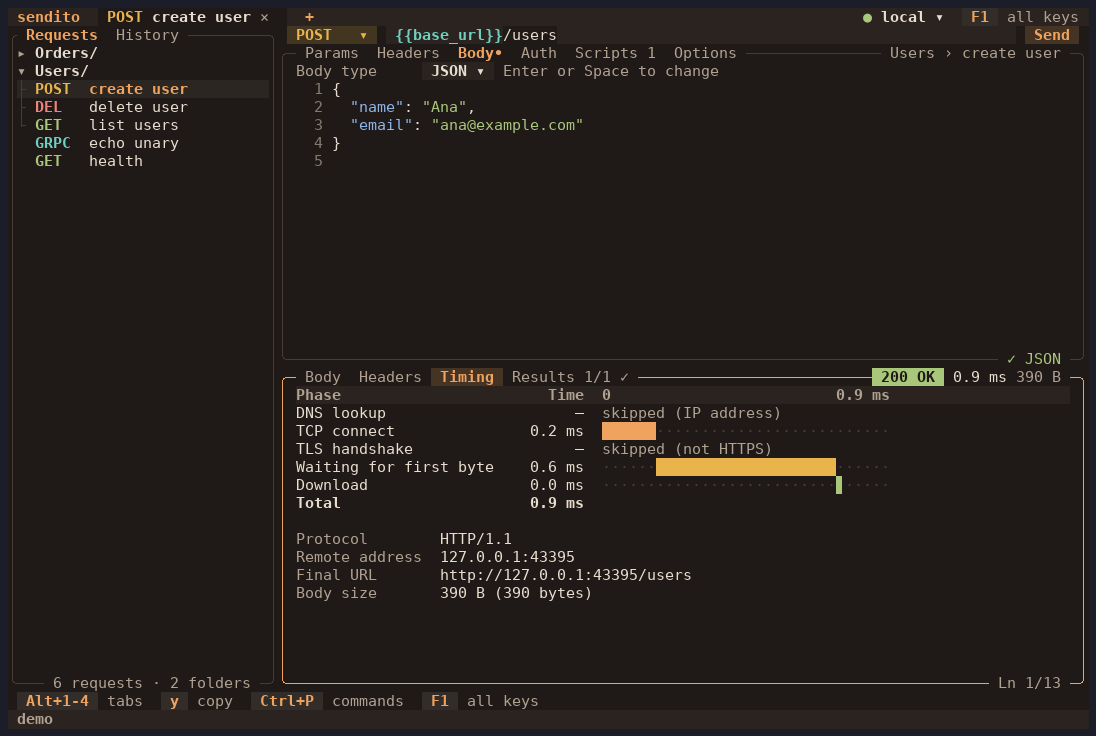 sendito POST create user × + ● local ▾ F1 all keys
Requests History POST ▾ {{base_url}}/users Send
▸ Orders/ Params Headers Body• Auth Scripts 1 Options Users › create user
▾ Users/ Body type JSON ▾ Enter or Space to change
POST create user 1 {
DEL delete user 2 "name": "Ana",
GET list users 3 "email": "ana@example.com"
GRPC echo unary 4 }
GET health 5
✓ JSON
Body Headers Timing Results 1/1 ✓ 200 OK 0.9 ms 390 B
Phase Time 0 0.9 ms
DNS lookup — skipped (IP address)
TCP connect 0.2 ms
TLS handshake — skipped (not HTTPS)
Waiting for first byte 0.6 ms
Download 0.0 ms
Total 0.9 ms
Protocol HTTP/1.1
Remote address 127.0.0.1:43395
Final URL http://127.0.0.1:43395/users
Body size 390 B (390 bytes)
6 requests · 2 folders Ln 1/13
Alt+1-4 tabs y copy Ctrl+P commands F1 all keys
demo